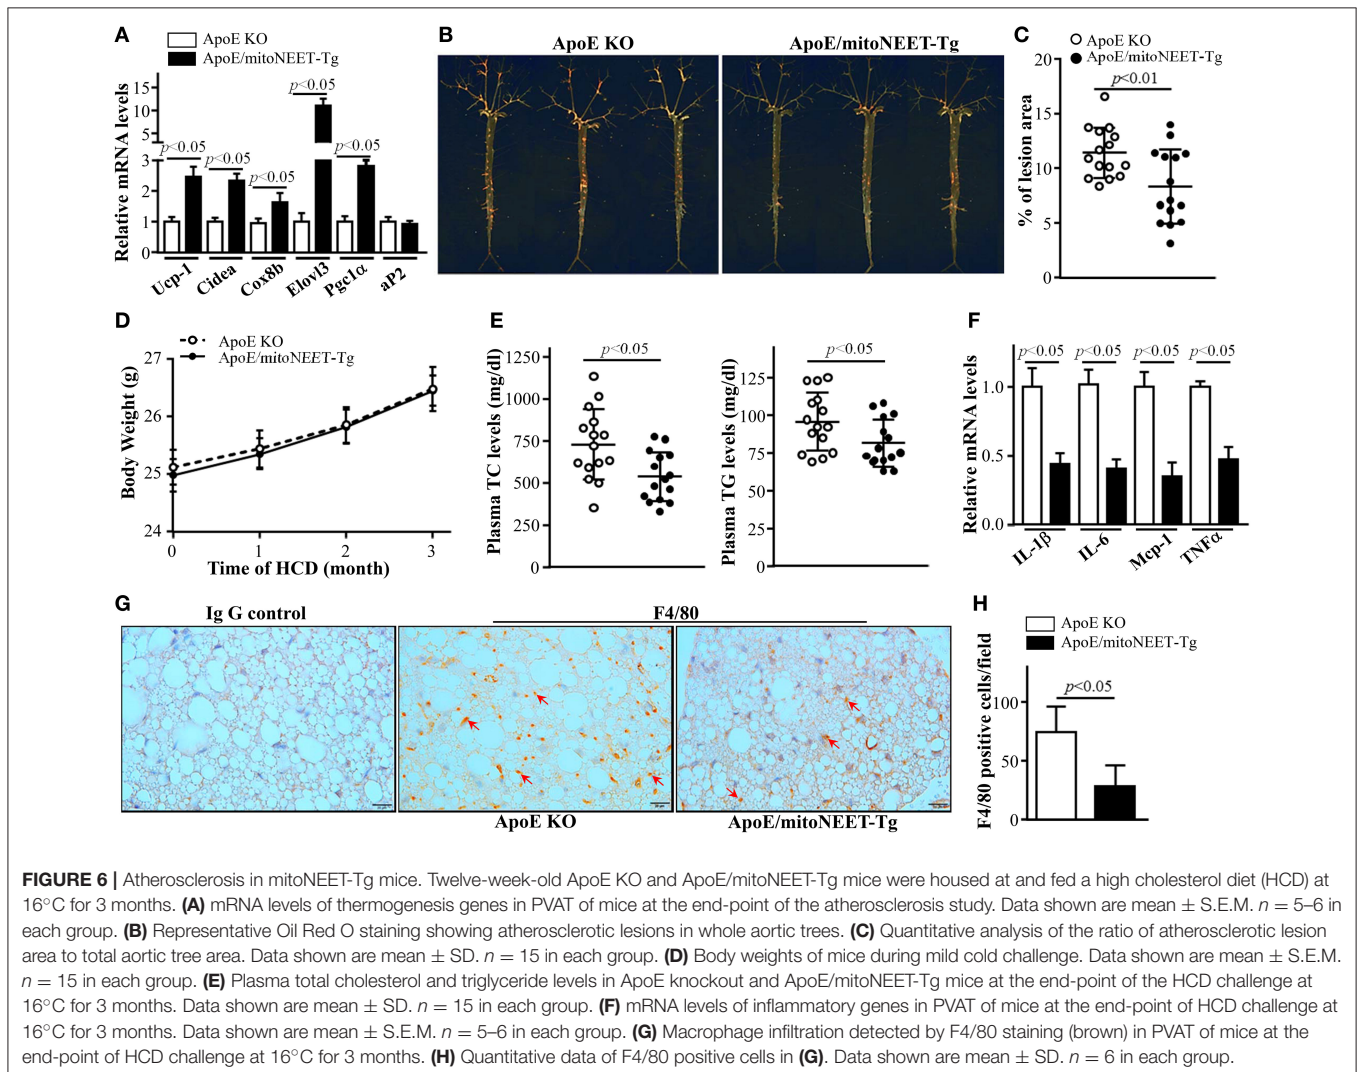 A
ApoE KO
ApoE/mitoNEET-Tg
Relative mRNA levels
15
10
5
3
2
1
0
p<0.05
p<0.05
p<0.05
p<0.05
p<0.05
Ucp-1
Cidea
Cox8b
Elovl3
Pgc1α
aP2
B
ApoE KO
ApoE/mitoNEET-Tg
C
ApoE KO
ApoE/mitoNEET-Tg
% of lesion area
20
15
10
5
0
p<0.01
D
ApoE KO
ApoE/mitoNEET-Tg
Body Weight (g)
27
26
25
24
0
1
2
3
Time of HCD (month)
E
Plasma TC levels (mg/dl)
1250
1000
750
500
250
0
p<0.05
Plasma TG levels (mg/dl)
125
100
75
50
25
0
p<0.05
F
Relative mRNA levels
1.0
0.5
0.0
p<0.05
p<0.05
p<0.05
p<0.05
IL-1β
IL-6
Mcp-1
TNFα
G
Ig G control
F4/80
ApoE KO
ApoE/mitoNEET-Tg
H
ApoE KO
ApoE/mitoNEET-Tg
F4/80 positive cells/field
100
50
0
p<0.05
FIGURE 6 | Atherosclerosis in mitoNEET-Tg mice. Twelve-week-old ApoE KO and ApoE/mitoNEET-Tg mice were housed at and fed a high cholesterol diet (HCD) at
16°C for 3 months. (A) mRNA levels of thermogenesis genes in PVAT of mice at the end-point of the atherosclerosis study. Data shown are mean ± S.E.M. n = 5–6 in
each group. (B) Representative Oil Red O staining showing atherosclerotic lesions in whole aortic trees. (C) Quantitative analysis of the ratio of atherosclerotic lesion
area to total aortic tree area. Data shown are mean ± SD. n = 15 in each group. (D) Body weights of mice during mild cold challenge. Data shown are mean ± S.E.M.
n = 15 in each group. (E) Plasma total cholesterol and triglyceride levels in ApoE knockout and ApoE/mitoNEET-Tg mice at the end-point of the HCD challenge at
16°C for 3 months. Data shown are mean ± SD. n = 15 in each group. (F) mRNA levels of inflammatory genes in PVAT of mice at the end-point of HCD challenge at
16°C for 3 months. Data shown are mean ± S.E.M. n = 5–6 in each group. (G) Macrophage infiltration detected by F4/80 staining (brown) in PVAT of mice at the
end-point of HCD challenge at 16°C for 3 months. (H) Quantitative data of F4/80 positive cells in (G). Data shown are mean ± SD. n = 6 in each group.